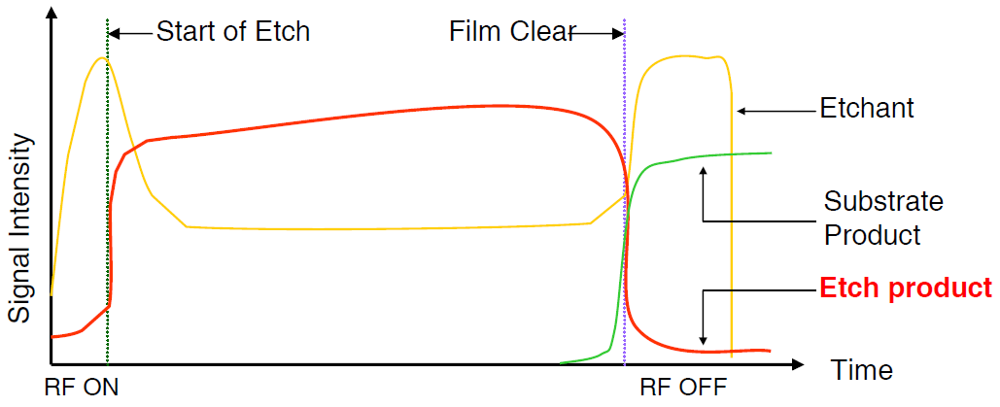 Start of Etch
Film Clear
Etchant
Signal Intensity
Substrate
Product
Etch product
Time
RF ON
RF OFF